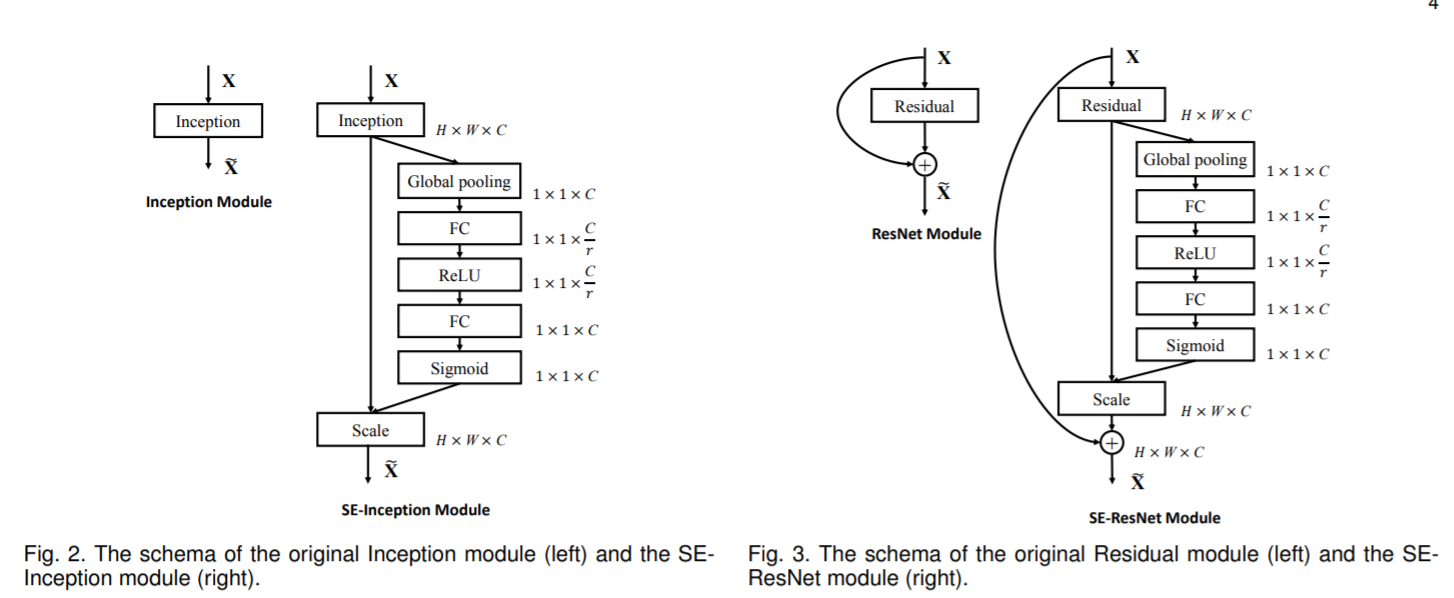 4
X
Inception
X̃
Inception Module
X
Inception
H × W × C
Global pooling
1 × 1 × C
FC
1 × 1 × C/r
ReLU
1 × 1 × C/r
FC
1 × 1 × C
Sigmoid
1 × 1 × C
Scale
H × W × C
X̃
SE-Inception Module
Fig. 2. The schema of the original Inception module (left) and the SE-
Inception module (right).
X
Residual
+
X̃
ResNet Module
X
Residual
H × W × C
Global pooling
1 × 1 × C
FC
1 × 1 × C/r
ReLU
1 × 1 × C/r
FC
1 × 1 × C
Sigmoid
1 × 1 × C
Scale
H × W × C
+
H × W × C
X̃
SE-ResNet Module
Fig. 3. The schema of the original Residual module (left) and the SE-
ResNet module (right).